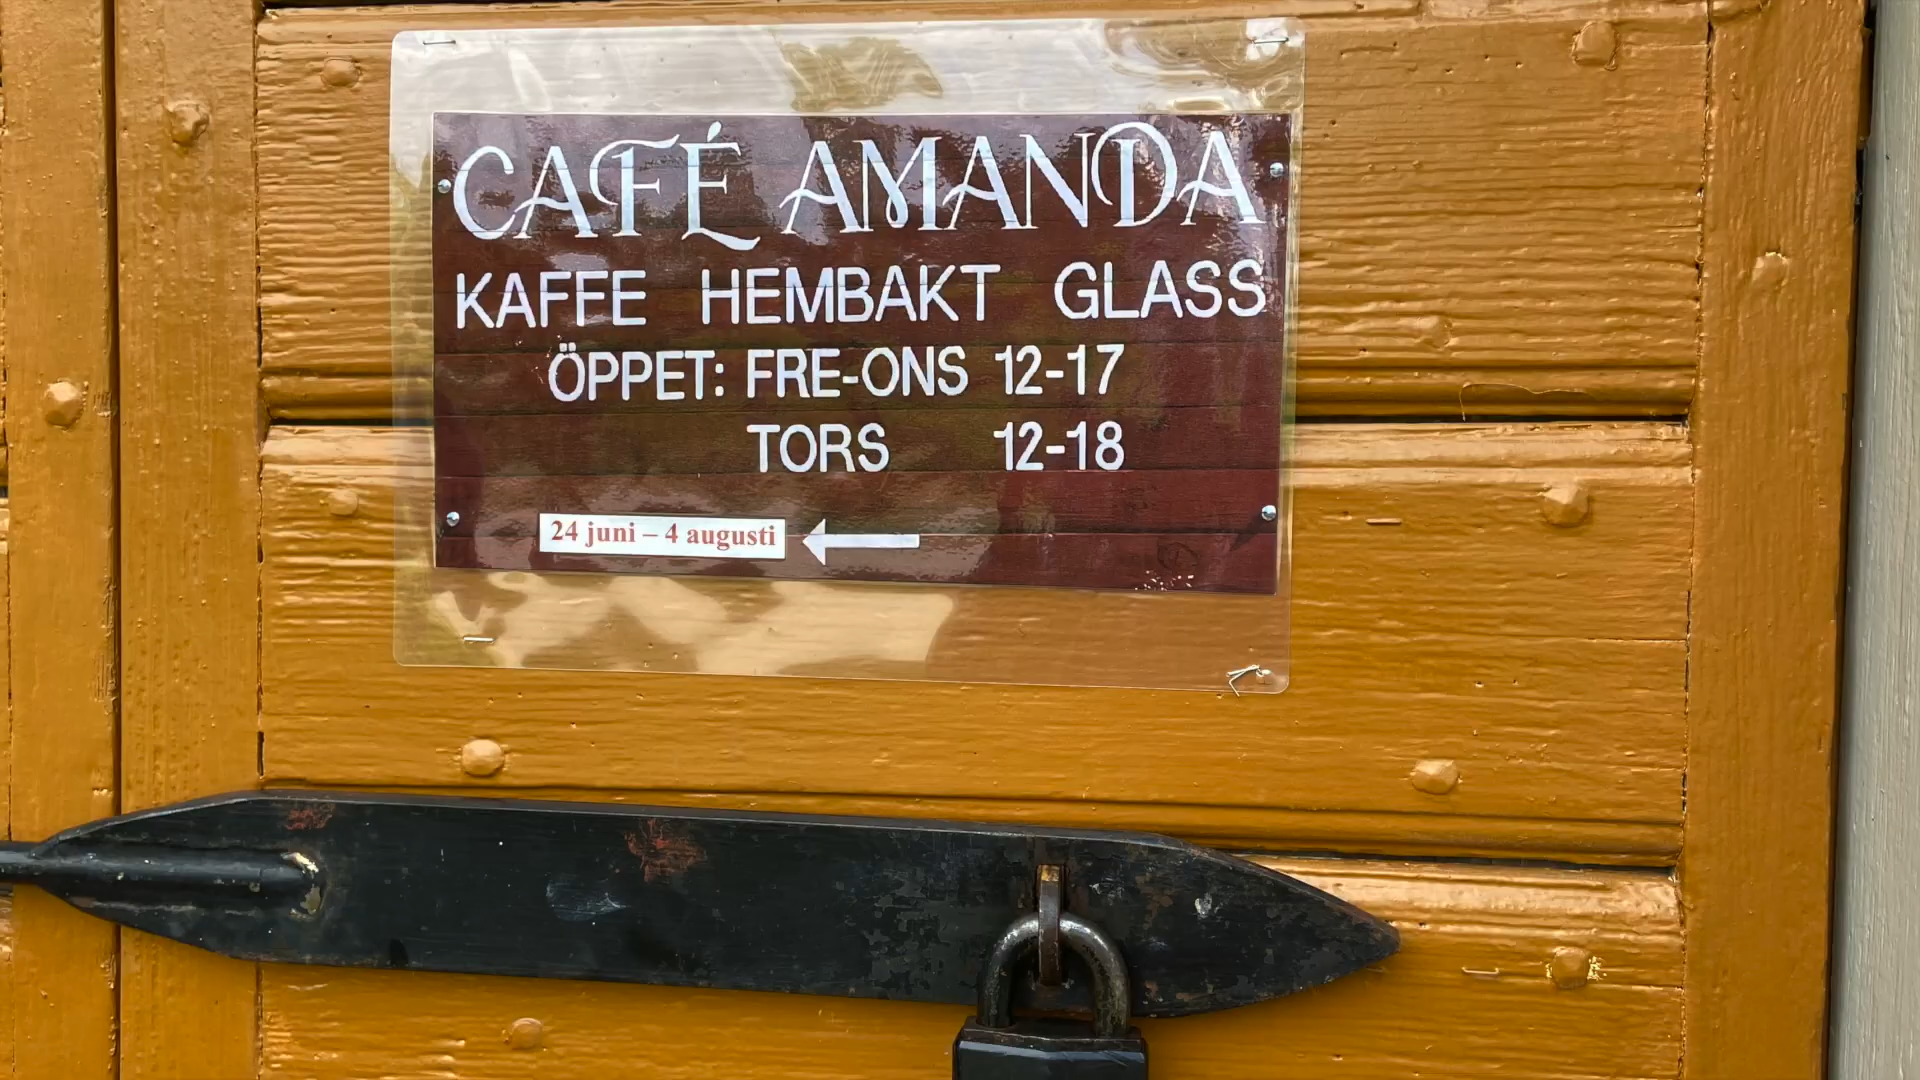 CAFÉ AMANDA
KAFFE HEMBAKT GLASS
ÖPPET: FRE-ONS 12-17
TORS 12-18
24 juni – 4 augusti